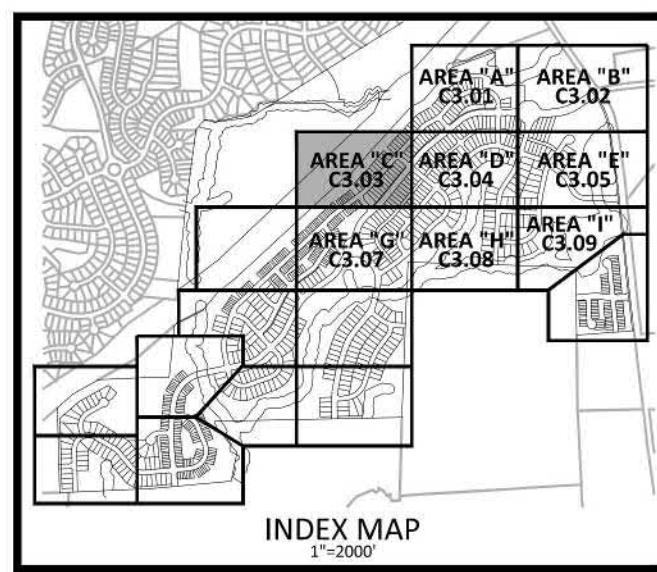 AREA "A"
C3.01
AREA "B"
C3.02
AREA "C"
C3.03
AREA "D"
C3.04
AREA "E"
C3.05
AREA "G"
C3.07
AREA "H"
C3.08
AREA "I"
C3.09
INDEX MAP
1"=2000'